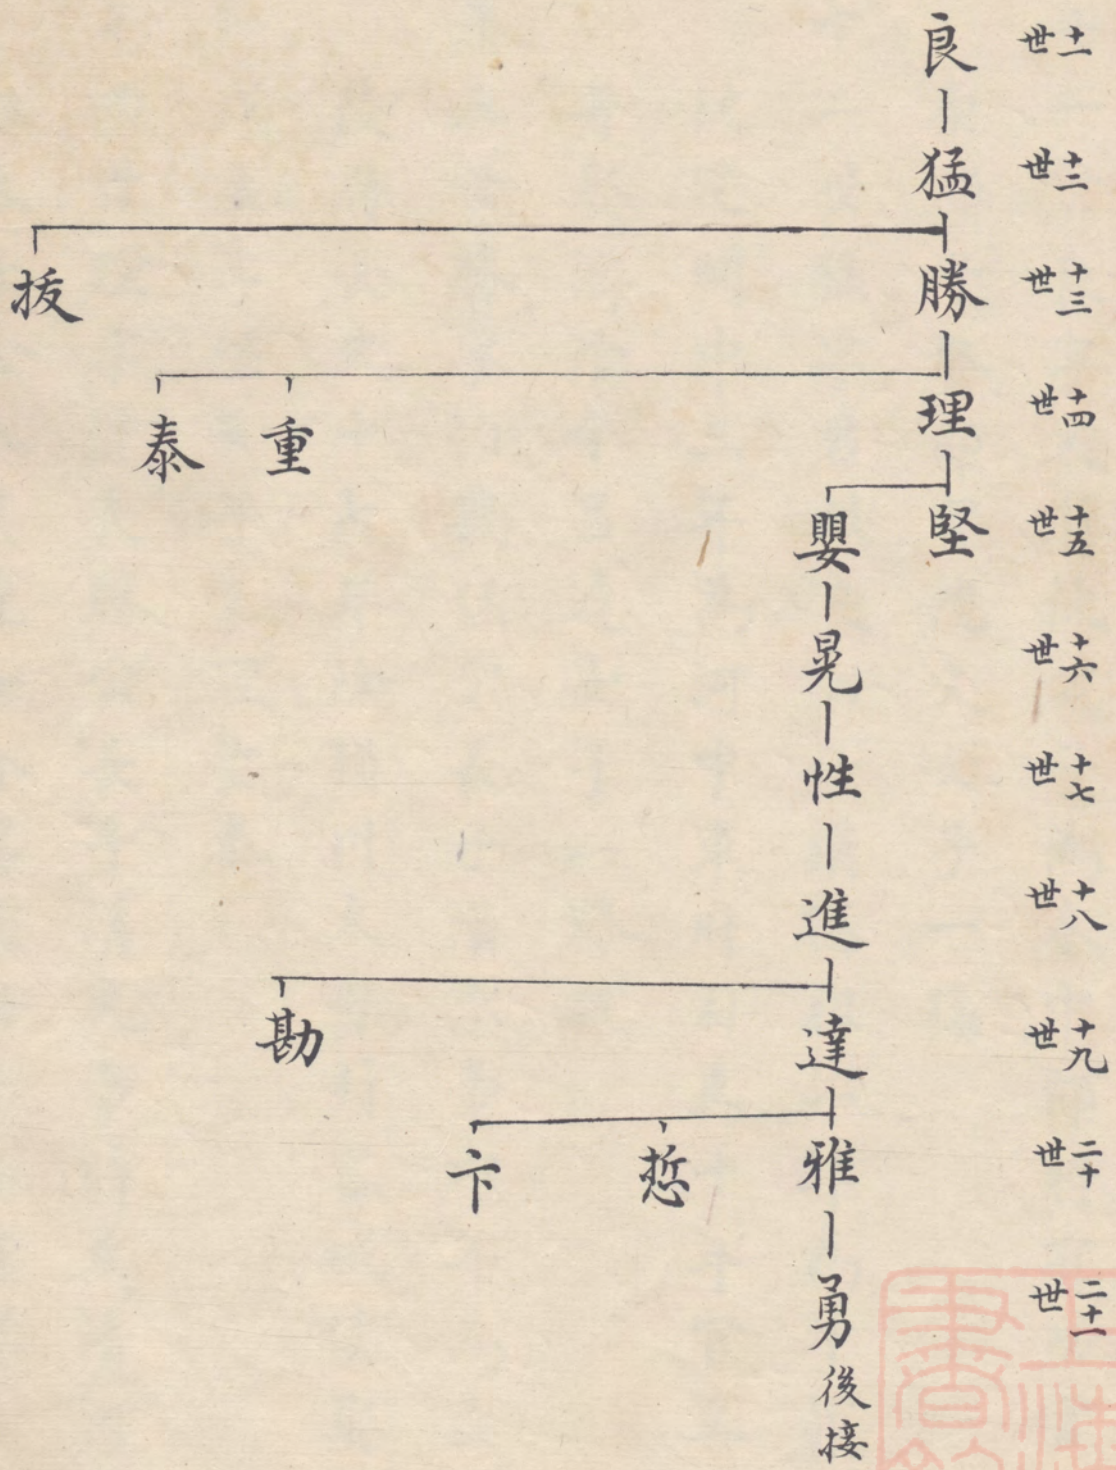 十一世
十二世
十三世
十四世
十五世
十六世
十七世
十八世
十九世
二十世
二十一世
良
猛
勝
理
堅
嬰
晃
性
進
達
雅
勇
後接
惁
卞
重
勘
泰
拔